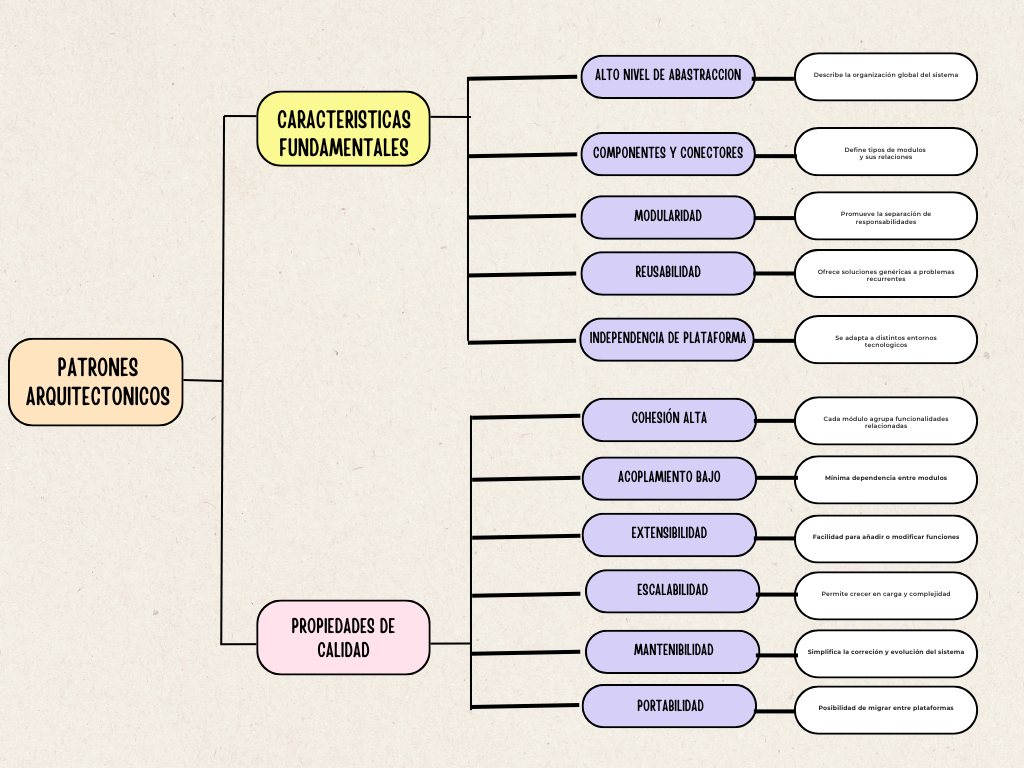 PATRONES
ARQUITECTONICOS
CARACTERISTICAS
FUNDAMENTALES
ALTO NIVEL DE ABASTRACCION
Describe la organización global del sistema
COMPONENTES Y CONECTORES
Define tipos de modulos
y sus relaciones
MODULARIDAD
Promueve la separación de
responsabilidades
REUSABILIDAD
Ofrece soluciones genéricas a problemas
recurrentes
INDEPENDENCIA DE PLATAFORMA
Se adapta a distintos entornos
tecnologicos
PROPIEDADES DE
CALIDAD
COHESIÓN ALTA
Cada módulo agrupa funcionalidades
relacionadas
ACOPLAMIENTO BAJO
Mínima dependencia entre modulos
EXTENSIBILIDAD
Facilidad para añadir o modificar funciones
ESCALABILIDAD
Permite crecer en carga y complejidad
MANTENIBILIDAD
Simplifica la correción y evolución del sistema
PORTABILIDAD
Posibilidad de migrar entre plataformas